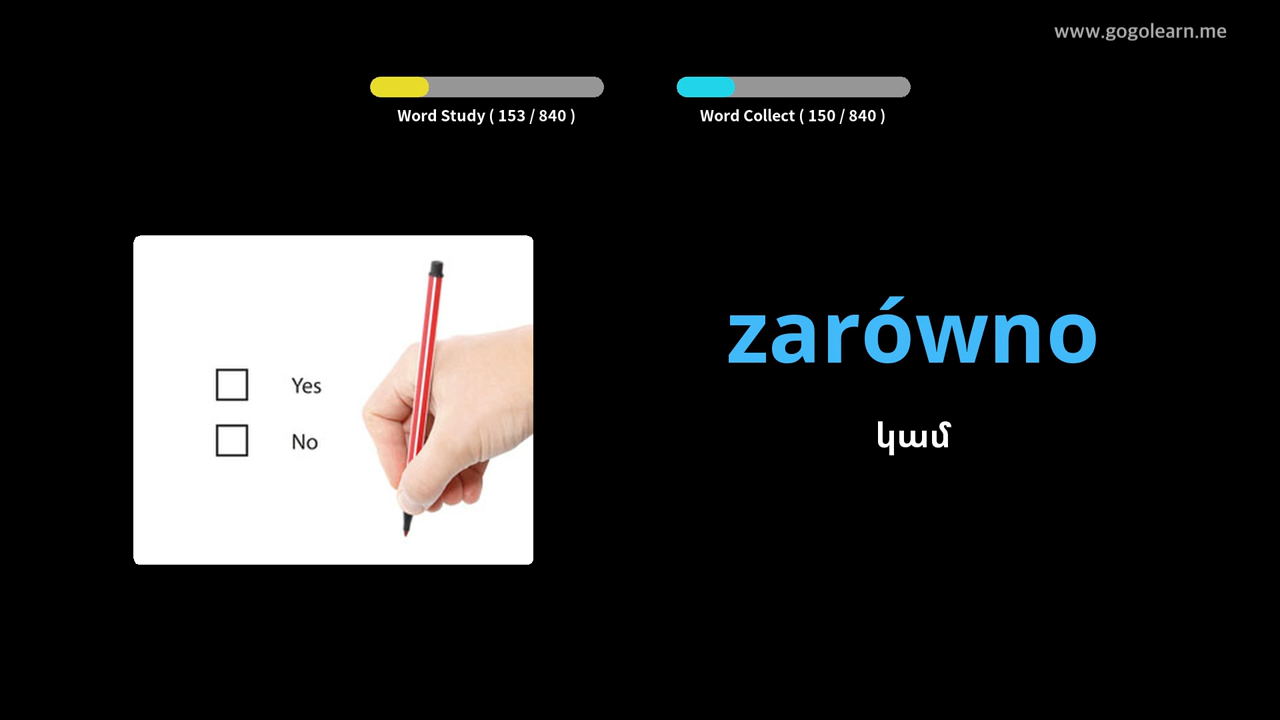 www.gogolearn.me
Word Study ( 153 / 840 )
Word Collect ( 150 / 840 )
Yes
No
zarówno
կամ